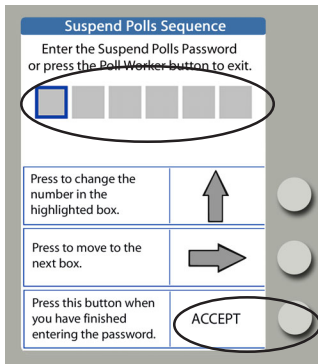 Suspend Polls Sequence
Enter the Suspend Polls Password
or press the Poll Worker button to exit.
Press to change the
number in the
highlighted box.
Press to move to the
next box.
Press this button when
you have finished
entering the password.
ACCEPT